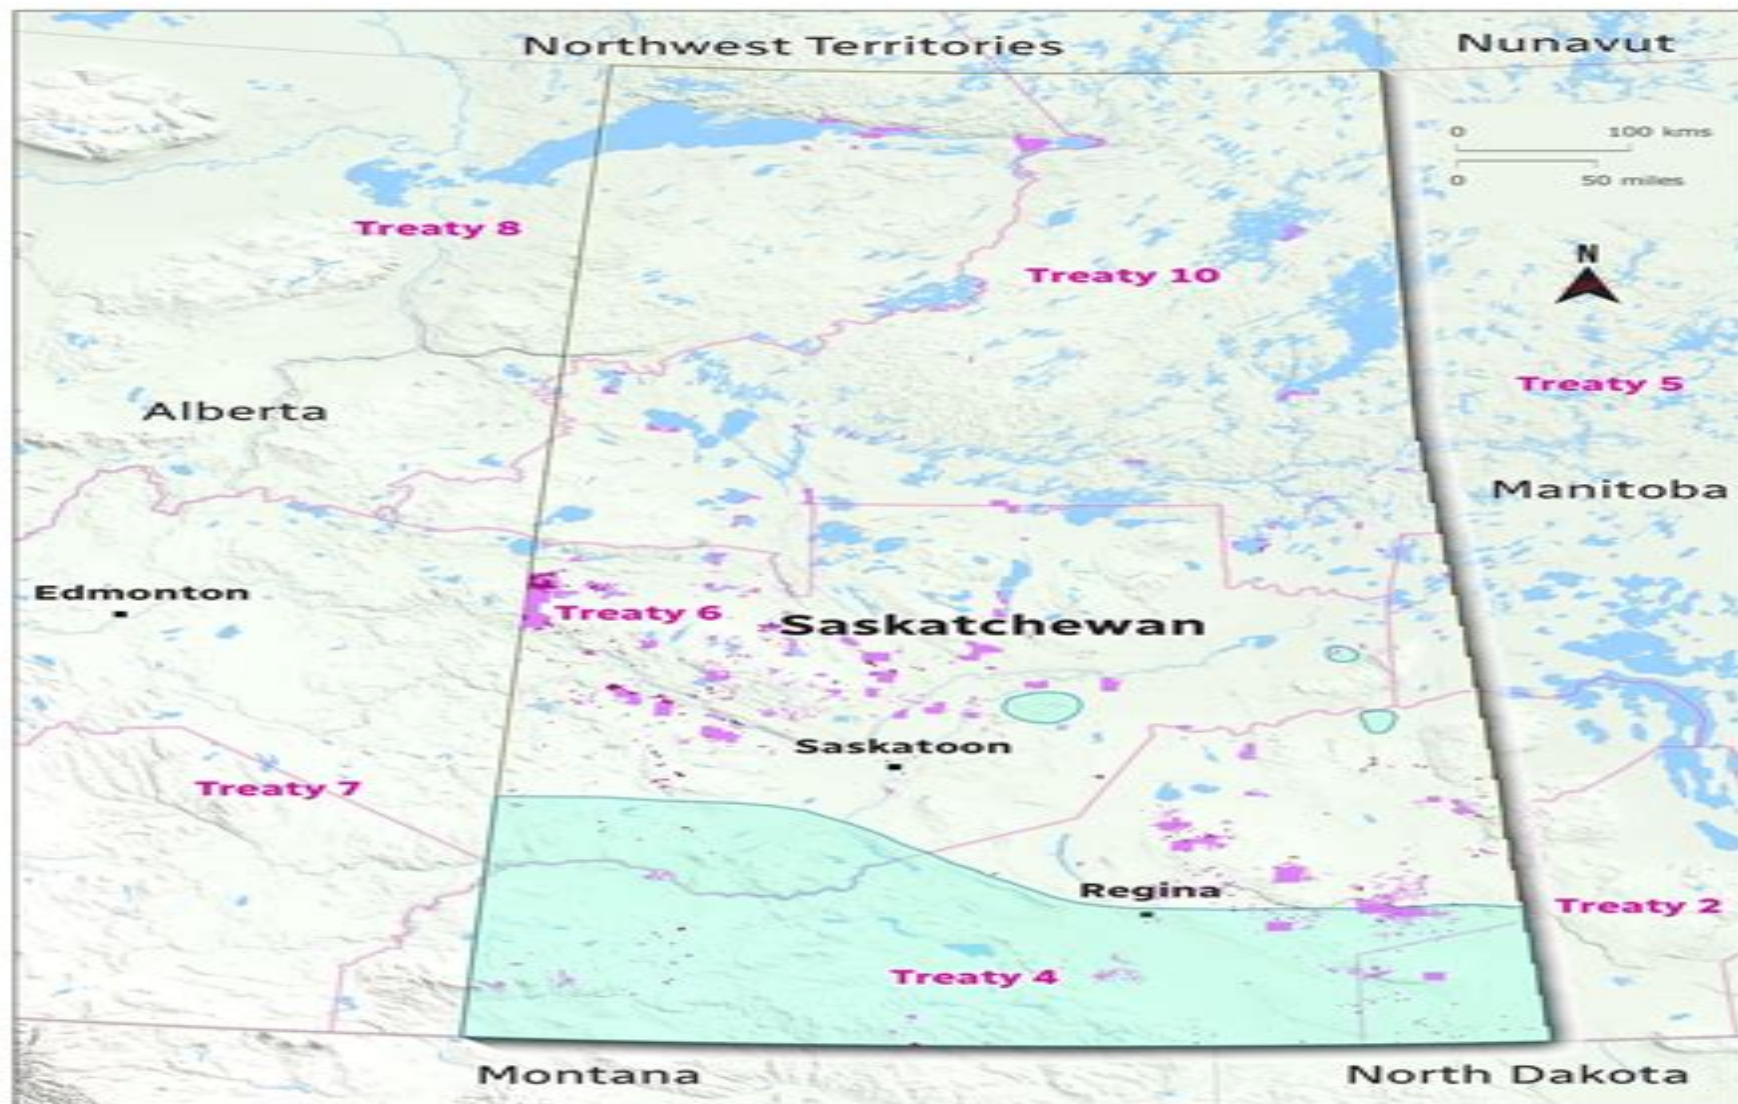 Northwest Territories
Nunavut
0 100 kms
0 50 miles
Treaty 8
N
Treaty 10
Treaty 5
Alberta
Manitoba
Edmonton
Treaty 6
Saskatchewan
Saskatoon
Treaty 7
Regina
Treaty 2
Treaty 4
Montana
North Dakota